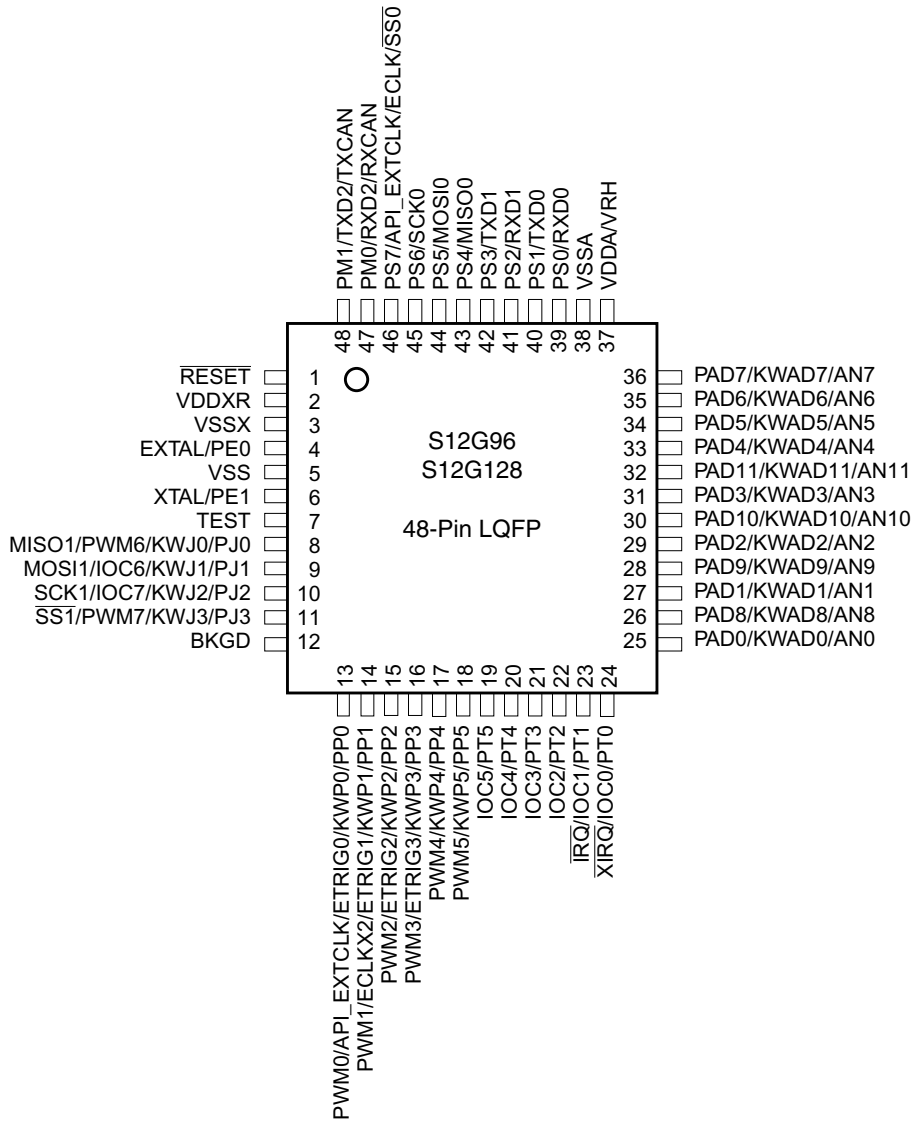 PM1/TXD2/TXCAN
PM0/RXD2/RXCAN
PS7/API_EXTCLK/ECLK/SS0
PS6/SCK0
PS5/MOSI0
PS4/MISO0
PS3/TXD1
PS2/RXD1
PS1/TXD0
PS0/RXD0
VSSA
VDDA/VRH
48
47
46
45
44
43
42
41
40
39
38
37
RESET 1
VDDXR 2
VSSX 3
EXTAL/PE0 4
VSS 5
XTAL/PE1 6
TEST 7
MISO1/PWM6/KWJ0/PJ0 8
MOSI1/IOC6/KWJ1/PJ1 9
SCK1/IOC7/KWJ2/PJ2 10
SS1/PWM7/KWJ3/PJ3 11
BKGD 12
S12G96
S12G128
48-Pin LQFP
36 PAD7/KWAD7/AN7
35 PAD6/KWAD6/AN6
34 PAD5/KWAD5/AN5
33 PAD4/KWAD4/AN4
32 PAD11/KWAD11/AN11
31 PAD3/KWAD3/AN3
30 PAD10/KWAD10/AN10
29 PAD2/KWAD2/AN2
28 PAD9/KWAD9/AN9
27 PAD1/KWAD1/AN1
26 PAD8/KWAD8/AN8
25 PAD0/KWAD0/AN0
13
14
15
16
17
18
19
20
21
22
23
24
PWM0/API_EXTCLK/ETRIG0/KWP0/PP0
PWM1/ECLKX2/ETRIG1/KWP1/PP1
PWM2/ETRIG2/KWP2/PP2
PWM3/ETRIG3/KWP3/PP3
PWM4/KWP4/PP4
PWM5/KWP5/PP5
IOC5/PT5
IOC4/PT4
IOC3/PT3
IOC2/PT2
IRQ/IOC1/PT1
XIRQ/IOC0/PT0